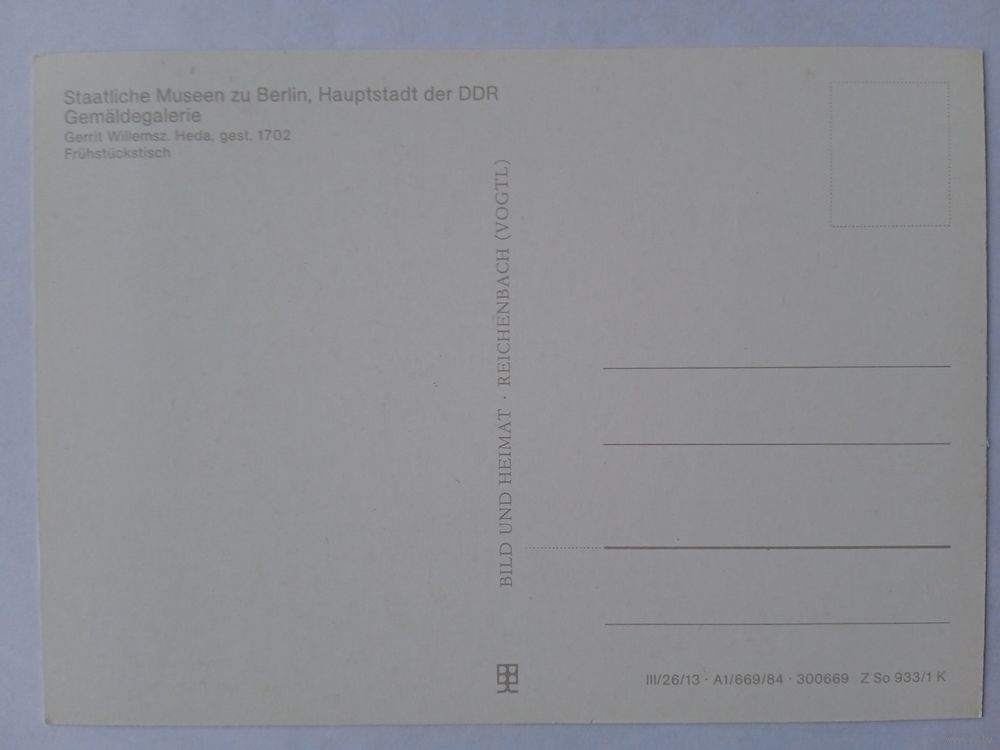 Staatliche Museen zu Berlin, Hauptstadt der DDR
Gemäldegalerie
Gerrit Willemsz. Heda, gest. 1702
Frühstückstisch
BILD UND HEIMAT · REICHENBACH (VOGTL)
III/26/13 · A1/669/84 · 300669 Z So 933/1 K